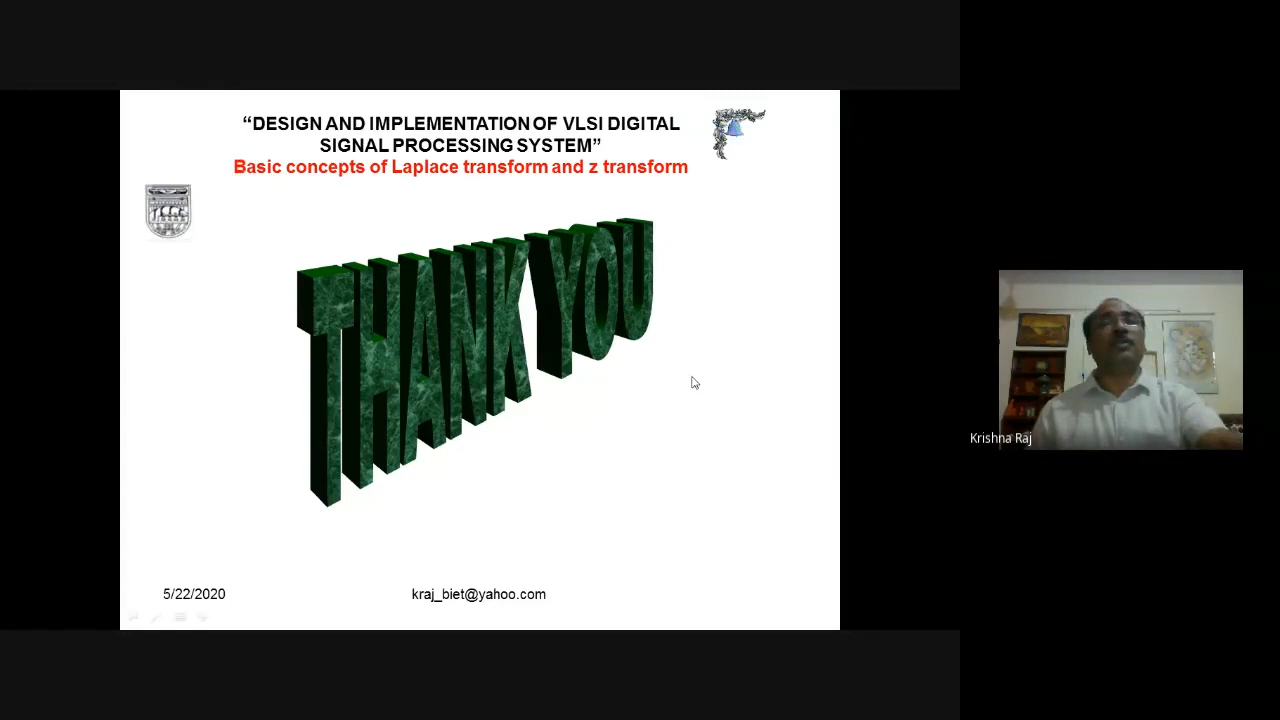 “DESIGN AND IMPLEMENTATION OF VLSI DIGITAL
SIGNAL PROCESSING SYSTEM”
Basic concepts of Laplace transform and z transform
THANK YOU
5/22/2020
kraj_biet@yahoo.com
Krishna Raj